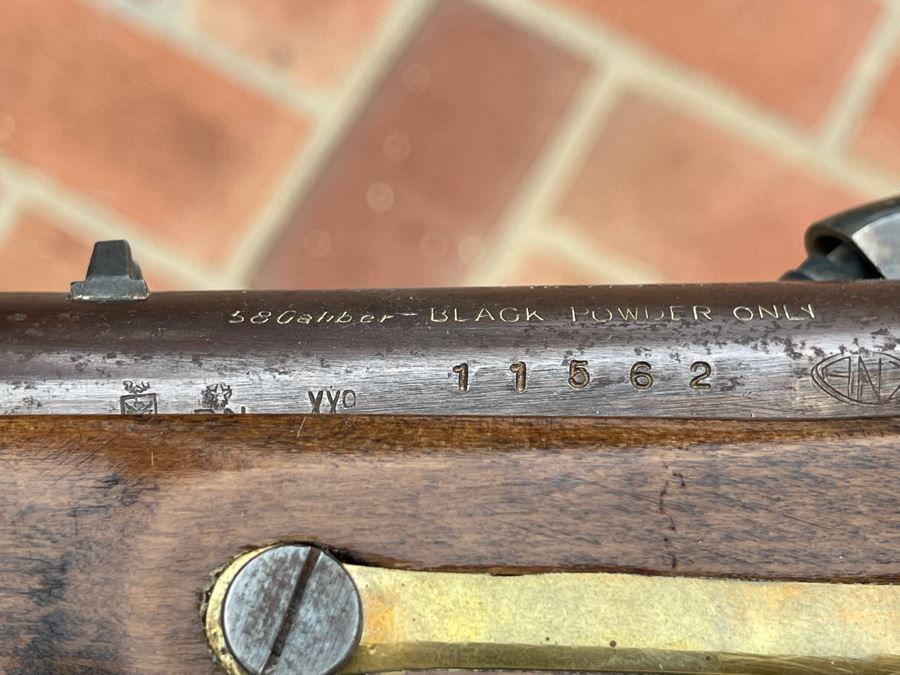 58 Caliber - BLACK POWDER ONLY
11562